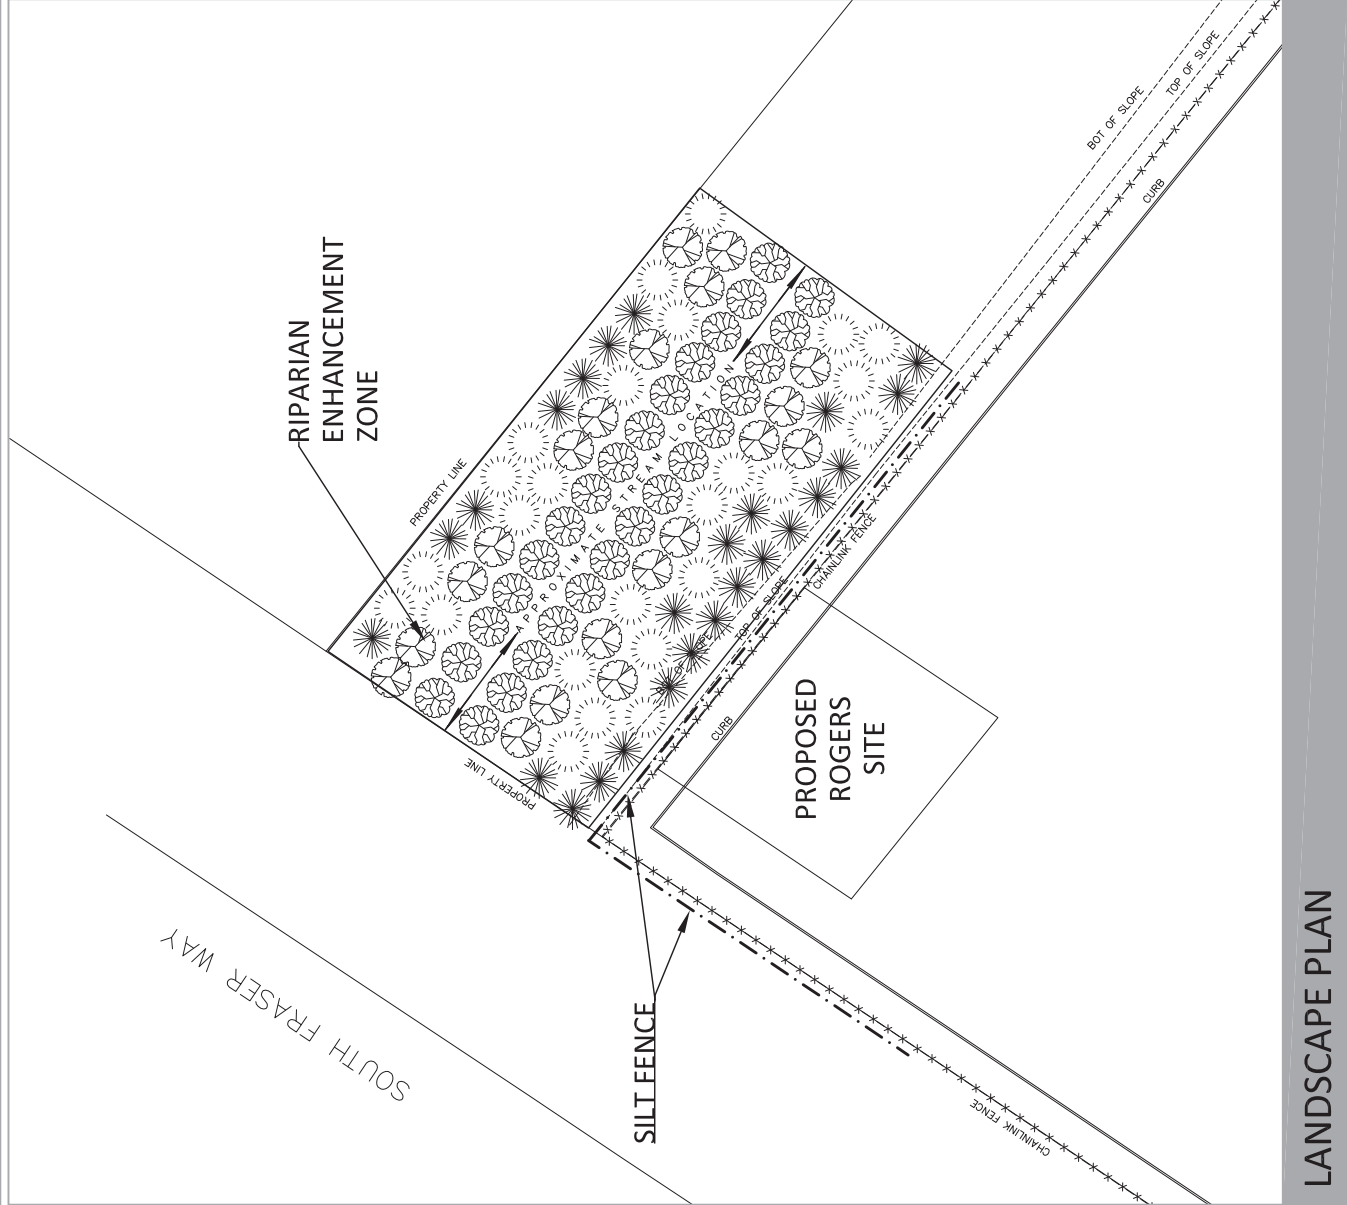 RIPARIAN
ENHANCEMENT
ZONE
PROPERTY LINE
BOT OF SLOPE
TOP OF SLOPE
CURB
APPROXIMATE STREAM LOCATION
CHAINLINK FENCE
TOP OF SLOPE
PROPERTY LINE
CURB
PROPOSED
ROGERS
SITE
SOUTH FRASER WAY
SILT FENCE
CHAINLINK FENCE
LANDSCAPE PLAN